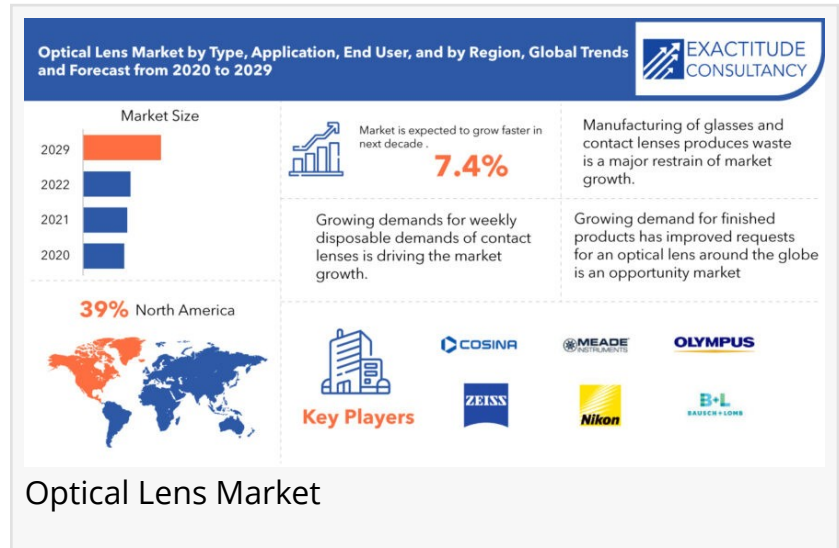 Optical Lens Market by Type, Application, End User, and by Region, Global Trends
and Forecast from 2020 to 2029
EXACTITUDE
CONSULTANCY
Market Size
2029
2022
2021
2020
Market is expected to grow faster in
next decade .
7.4%
Manufacturing of glasses and
contact lenses produces waste
is a major restrain of market
growth.
Growing demands for weekly
disposable demands of contact
lenses is driving the market
growth.
Growing demand for finished
products has improved requests
for an optical lens around the globe
is an opportunity market
39% North America
Key Players
COSINA
MEADE
INSTRUMENTS
OLYMPUS
ZEISS
Nikon
B+L
BAUSCH + LOMB
Optical Lens Market